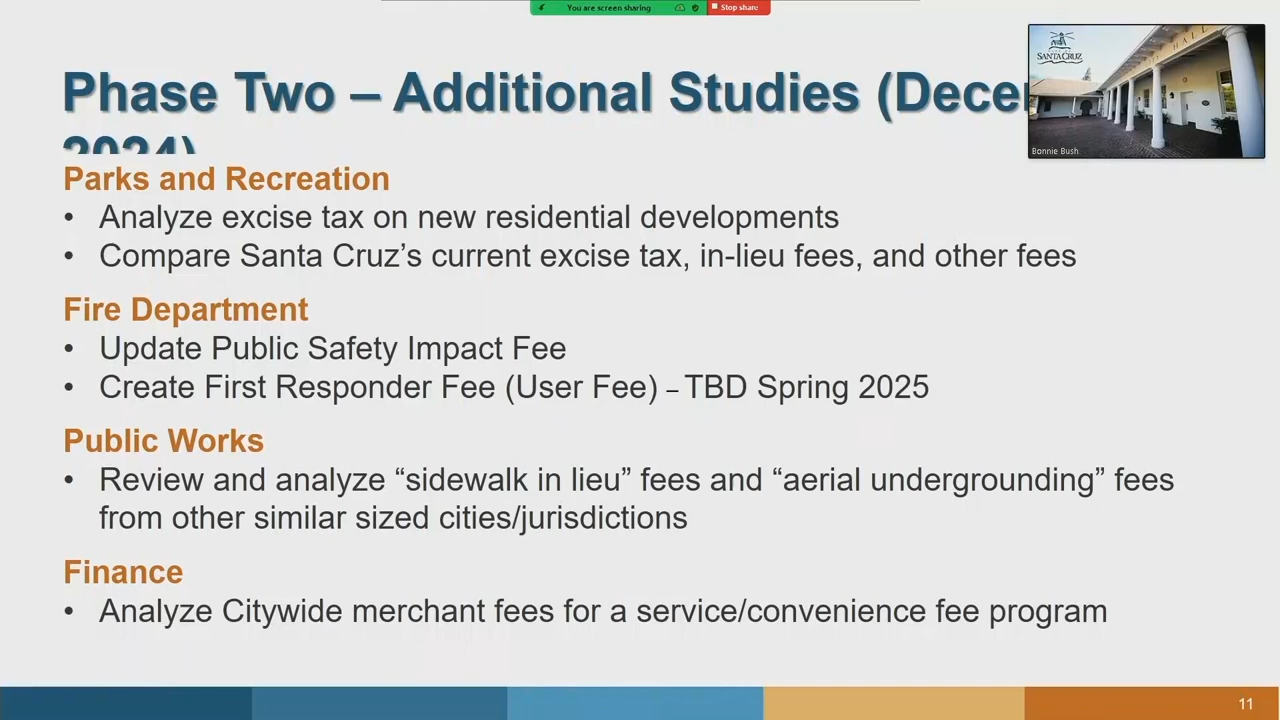 You are screen sharing
Stop share
Phase Two – Additional Studies (Decem
2024)
SANTA CRUZ
HALL
Bonnie Bush
Parks and Recreation
• Analyze excise tax on new residential developments
• Compare Santa Cruz’s current excise tax, in-lieu fees, and other fees
Fire Department
• Update Public Safety Impact Fee
• Create First Responder Fee (User Fee) – TBD Spring 2025
Public Works
• Review and analyze “sidewalk in lieu” fees and “aerial undergrounding” fees
from other similar sized cities/jurisdictions
Finance
• Analyze Citywide merchant fees for a service/convenience fee program
11